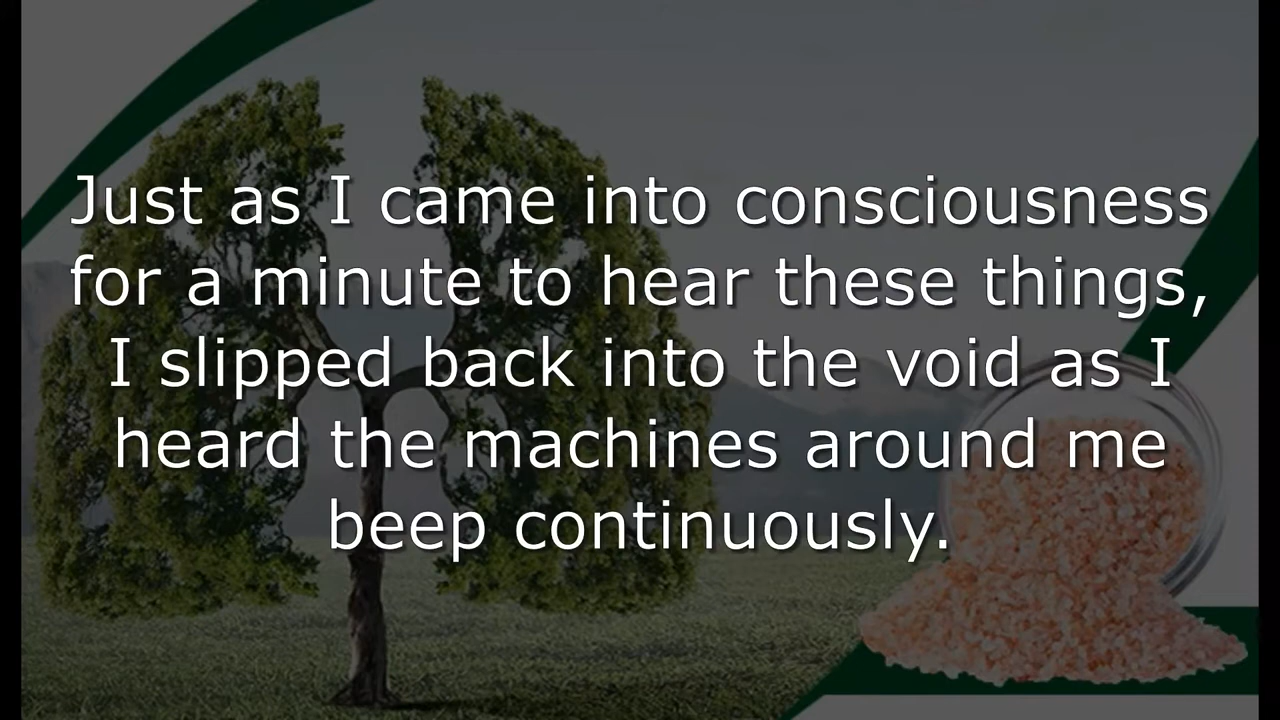 Just as I came into consciousness
for a minute to hear these things,
I slipped back into the void as I
heard the machines around me
beep continuously.